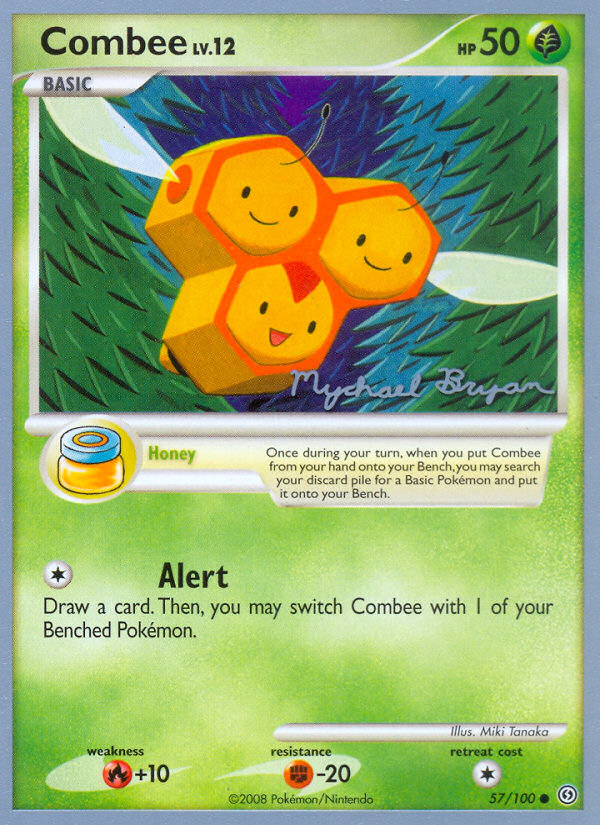 Combee LV.12
HP 50
BASIC
Mychael Bryan
Honey
Once during your turn, when you put Combee
from your hand onto your Bench, you may search
your discard pile for a Basic Pokémon and put
it onto your Bench.
Alert
Draw a card. Then, you may switch Combee with 1 of your
Benched Pokémon.
Illus. Miki Tanaka
weakness
+10
resistance
-20
retreat cost
©2008 Pokémon/Nintendo
57/100